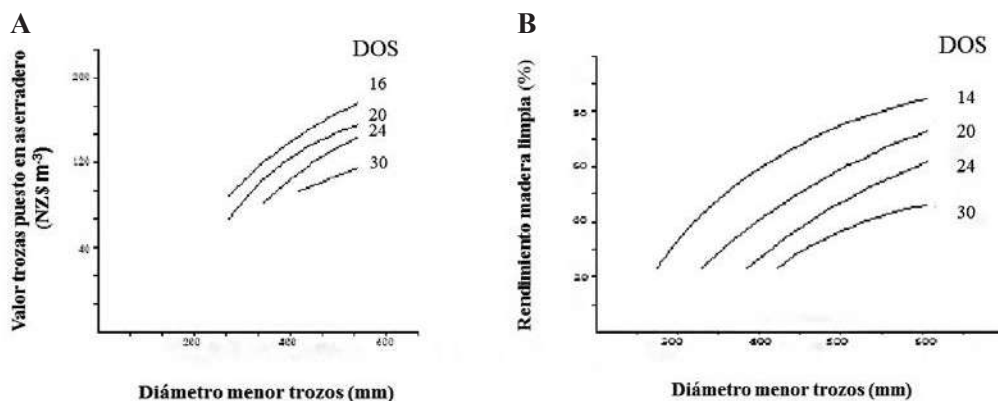 A
Valor trozas puesto en aserradero
(NZ$ m-3)
200
120
40
DOS
16
20
24
30
200 400 600
Diámetro menor trozos (mm)
B
Rendimiento madera limpia (%)
80
60
40
20
DOS
14
20
24
30
400 500 600
Diámetro menor trozos (mm)